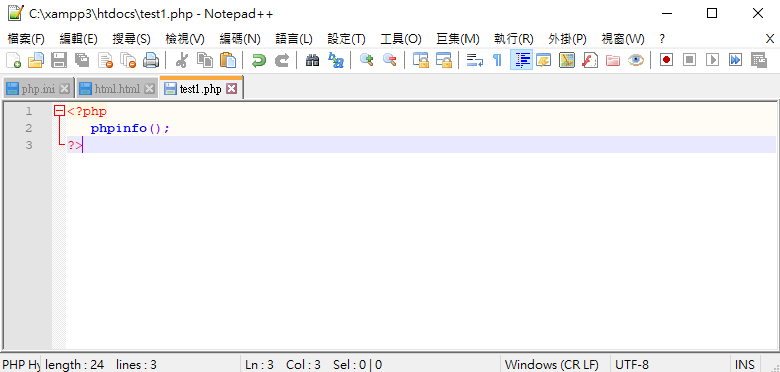 C:\xampp3\htdocs\test1.php - Notepad++
檔案(F) 編輯(E) 搜尋(S) 檢視(V) 編碼(N) 語言(L) 設定(T) 工具(O) 巨集(M) 執行(R) 外掛(P) 視窗(W) ? X
php.ini html.html test1.php
1 <?php
2 phpinfo();
3 ?>
PHP Hy length : 24 lines : 3 Ln : 3 Col : 3 Sel : 0 | 0 Windows (CR LF) UTF-8 INS